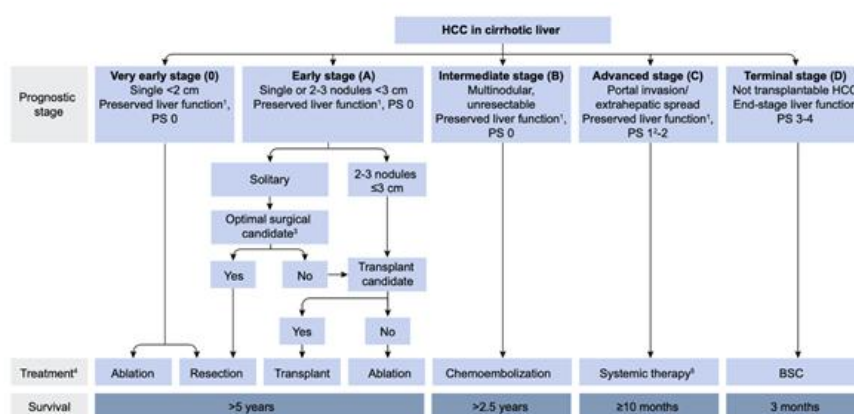 HCC in cirrhotic liver
Prognostic
stage
Very early stage (0)
Single <2 cm
Preserved liver function¹,
PS 0
Early stage (A)
Single or 2-3 nodules <3 cm
Preserved liver function¹, PS 0
Intermediate stage (B)
Multinodular,
unresectable
Preserved liver function¹,
PS 0
Advanced stage (C)
Portal invasion/
extrahepatic spread
Preserved liver function¹,
PS 1²-2
Terminal stage (D)
Not transplantable HCC
End-stage liver function
PS 3-4
Solitary
2-3 nodules
≤3 cm
Optimal surgical
candidate³
Yes
No
Transplant
candidate
Yes
No
Treatment⁴
Ablation
Resection
Transplant
Ablation
Chemoembolization
Systemic therapy⁵
BSC
Survival
>5 years
>2.5 years
≥10 months
3 months